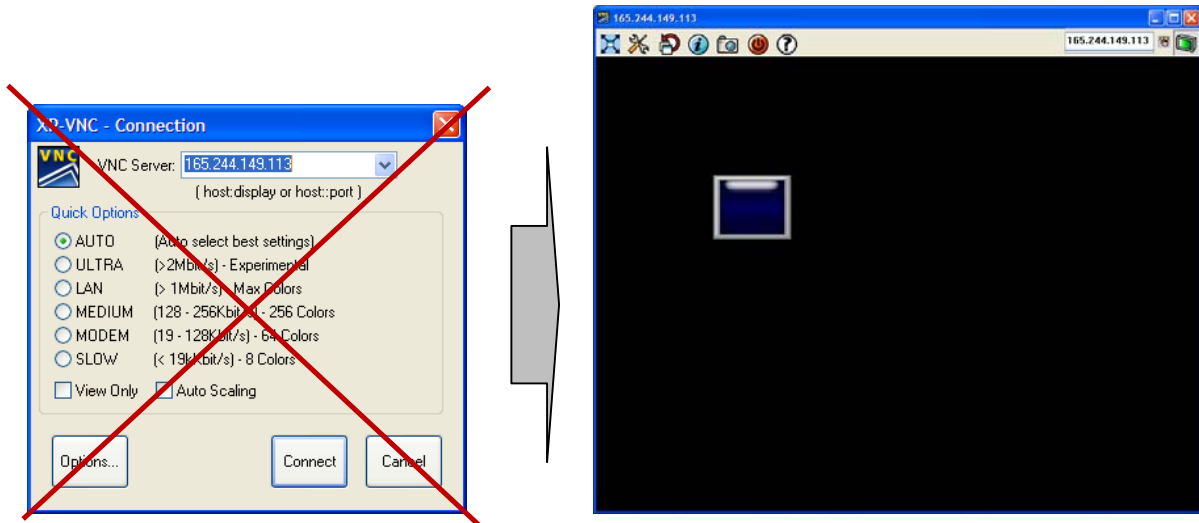 XP-VNC - Connection
VNC
VNC Server: 165.244.149.113
( host:display or host::port )
Quick Options
AUTO (Auto select best settings)
ULTRA (>2Mbit/s) - Experimental
LAN (> 1Mbit/s) - Max Colors
MEDIUM (128 - 256Kbit/s) - 256 Colors
MODEM (19 - 128Kbit/s) - 64 Colors
SLOW (< 19kKbit/s) - 8 Colors
View Only Auto Scaling
Options... Connect Cancel
165.244.149.113
165.244.149.113